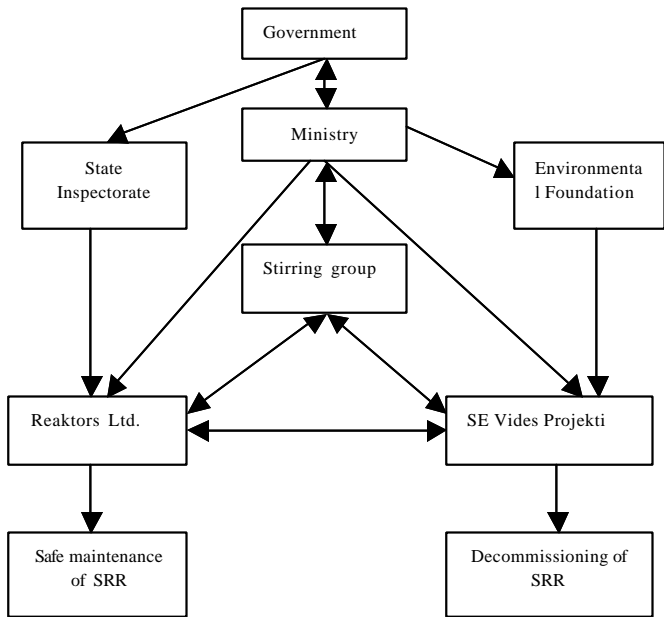 Government
Ministry
State
Inspectorate
Environmenta
l Foundation
Stirring group
Reaktors Ltd.
SE Vides Projekti
Safe maintenance
of SRR
Decommissioning of
SRR